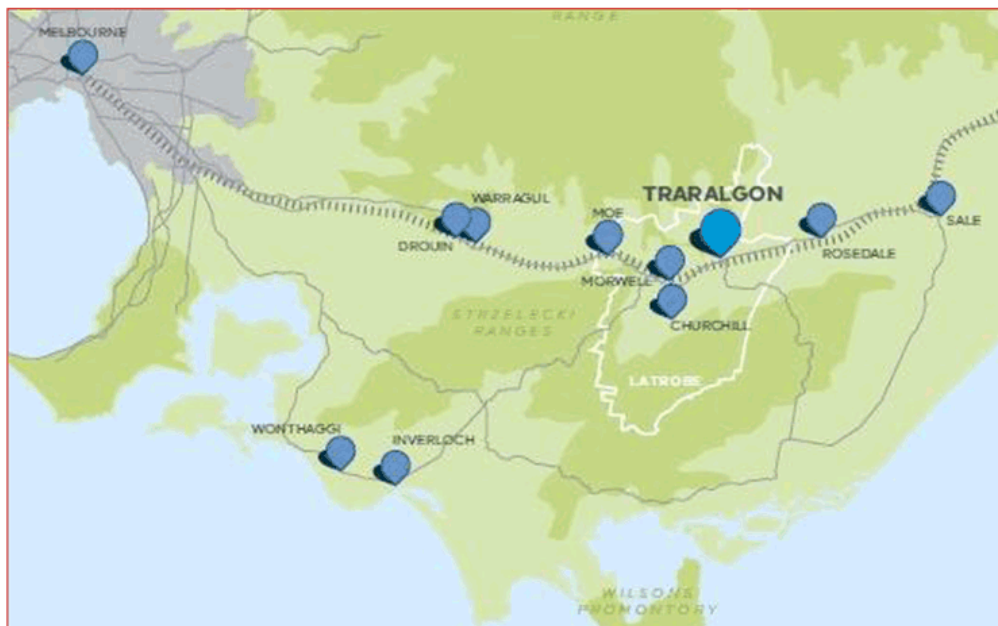 RANGE
MELBOURNE
TRARALGON
WARRAGUL
MOE
SALE
DROUIN
ROSEDALE
MORWELL
STRZELECKI
RANGES
CHURCHILL
LATROBE
WONTHAGGI
INVERLOCH
WILSONS
PROMONTORY